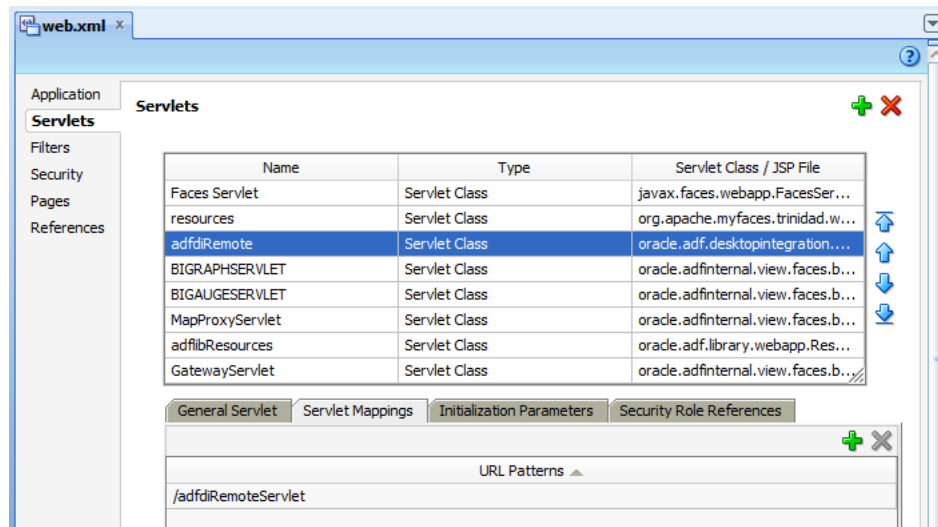 web.xml x
?
Application
Servlets
Filters
Security
Pages
References
Servlets
Name Type Servlet Class / JSP File
Faces Servlet Servlet Class javax.faces.webapp.FacesSer...
resources Servlet Class org.apache.myfaces.trinidad.w...
adfdiRemote Servlet Class oracle.adf.desktopintegration....
BIGRAPHSERVLET Servlet Class oracle.adfinternal.view.faces.b...
BIGAUGESERVLET Servlet Class oracle.adfinternal.view.faces.b...
MapProxyServlet Servlet Class oracle.adfinternal.view.faces.b...
adflibResources Servlet Class oracle.adf.library.webapp.Res...
GatewayServlet Servlet Class oracle.adfinternal.view.faces.b...
General Servlet Servlet Mappings Initialization Parameters Security Role References
URL Patterns
/adfdiRemoteServlet